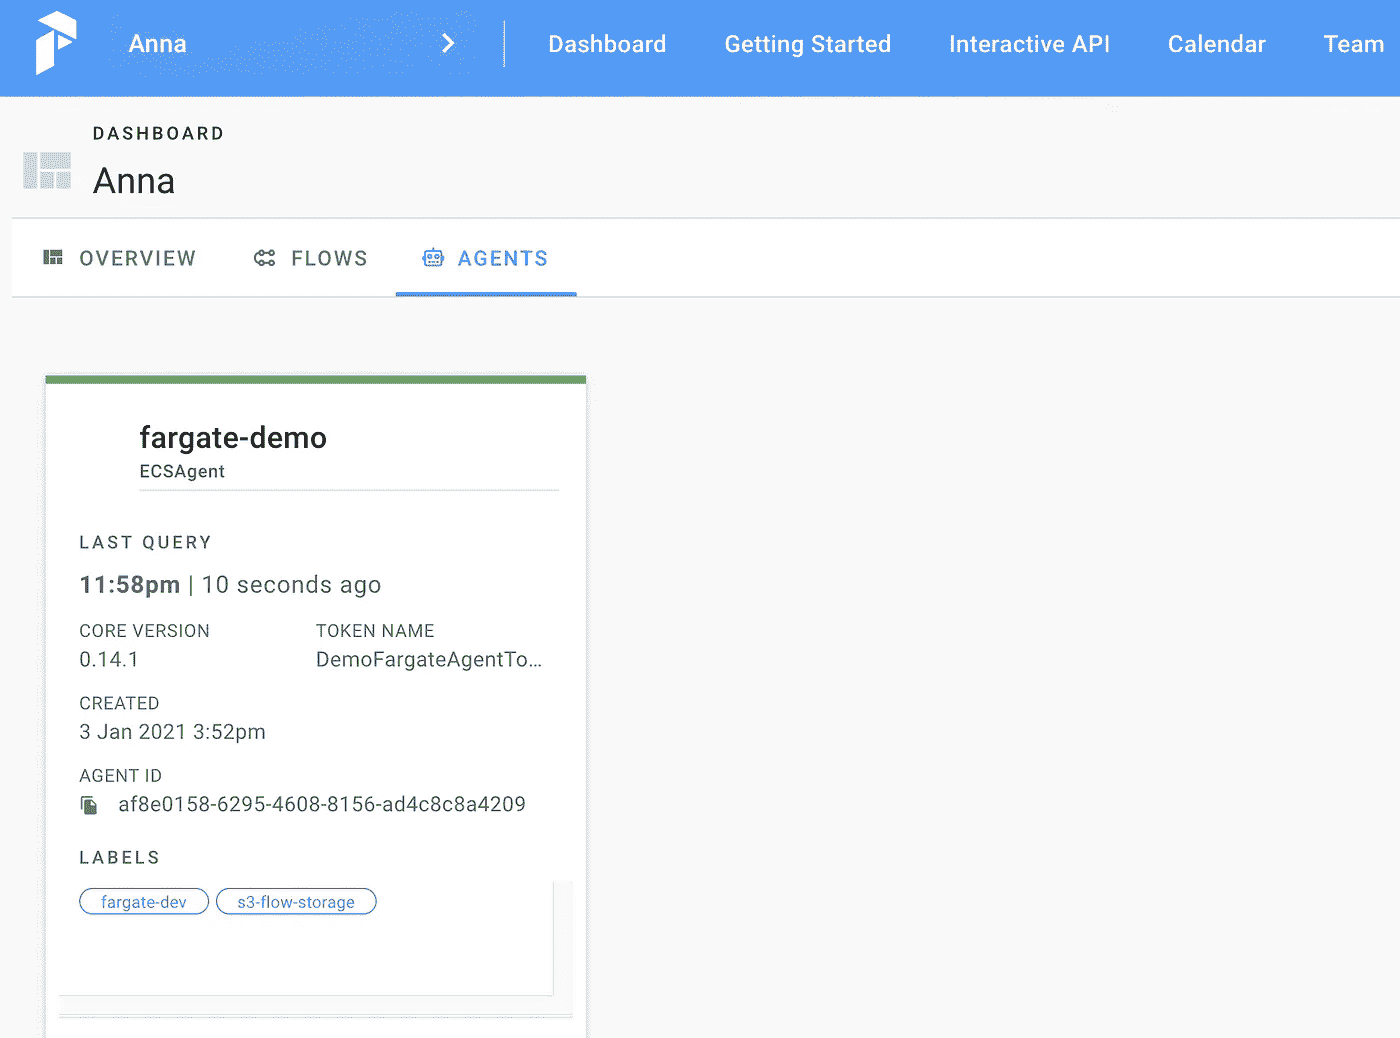 Anna
Dashboard
Getting Started
Interactive API
Calendar
Team
DASHBOARD
Anna
OVERVIEW
FLOWS
AGENTS
fargate-demo
ECSAgent
LAST QUERY
11:58pm | 10 seconds ago
CORE VERSION
TOKEN NAME
0.14.1
DemoFargateAgentTo...
CREATED
3 Jan 2021 3:52pm
AGENT ID
af8e0158-6295-4608-8156-ad4c8c8a4209
LABELS
fargate-dev
s3-flow-storage